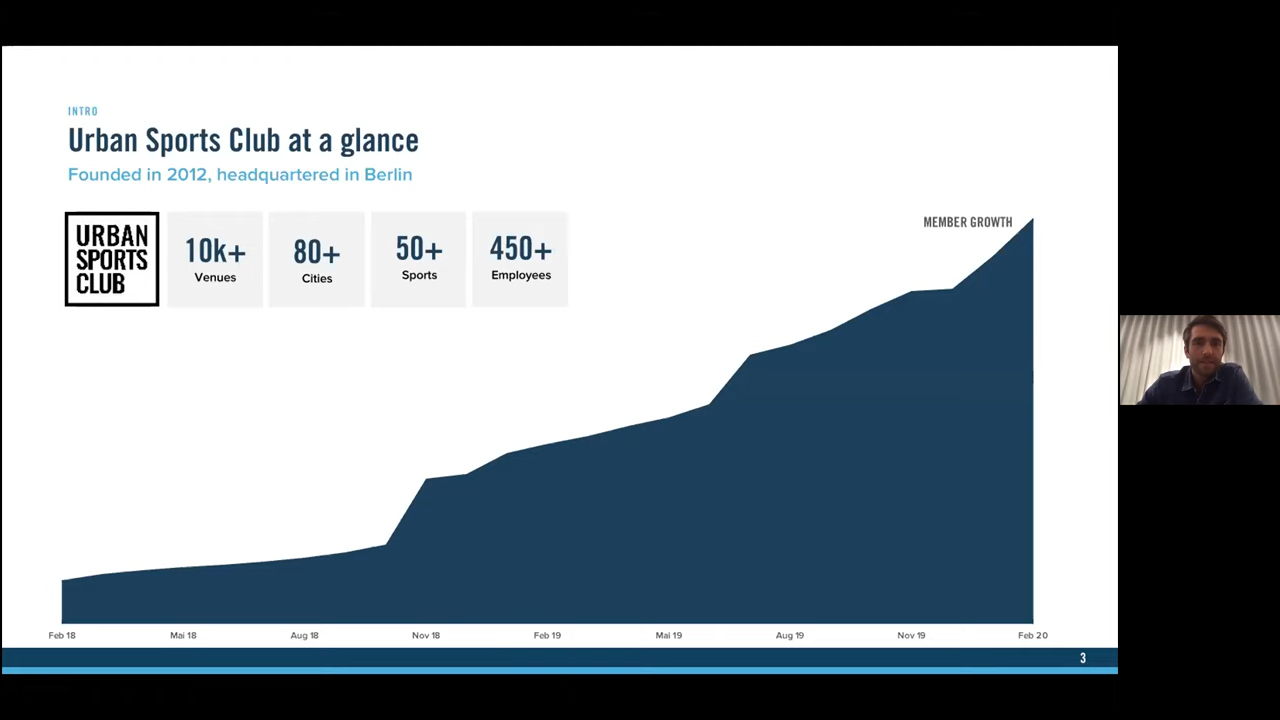 INTRO
Urban Sports Club at a glance
Founded in 2012, headquartered in Berlin
URBAN
SPORTS
CLUB
10k+
Venues
80+
Cities
50+
Sports
450+
Employees
MEMBER GROWTH
Feb 18 Mai 18 Aug 18 Nov 18 Feb 19 Mai 19 Aug 19 Nov 19 Feb 20
3